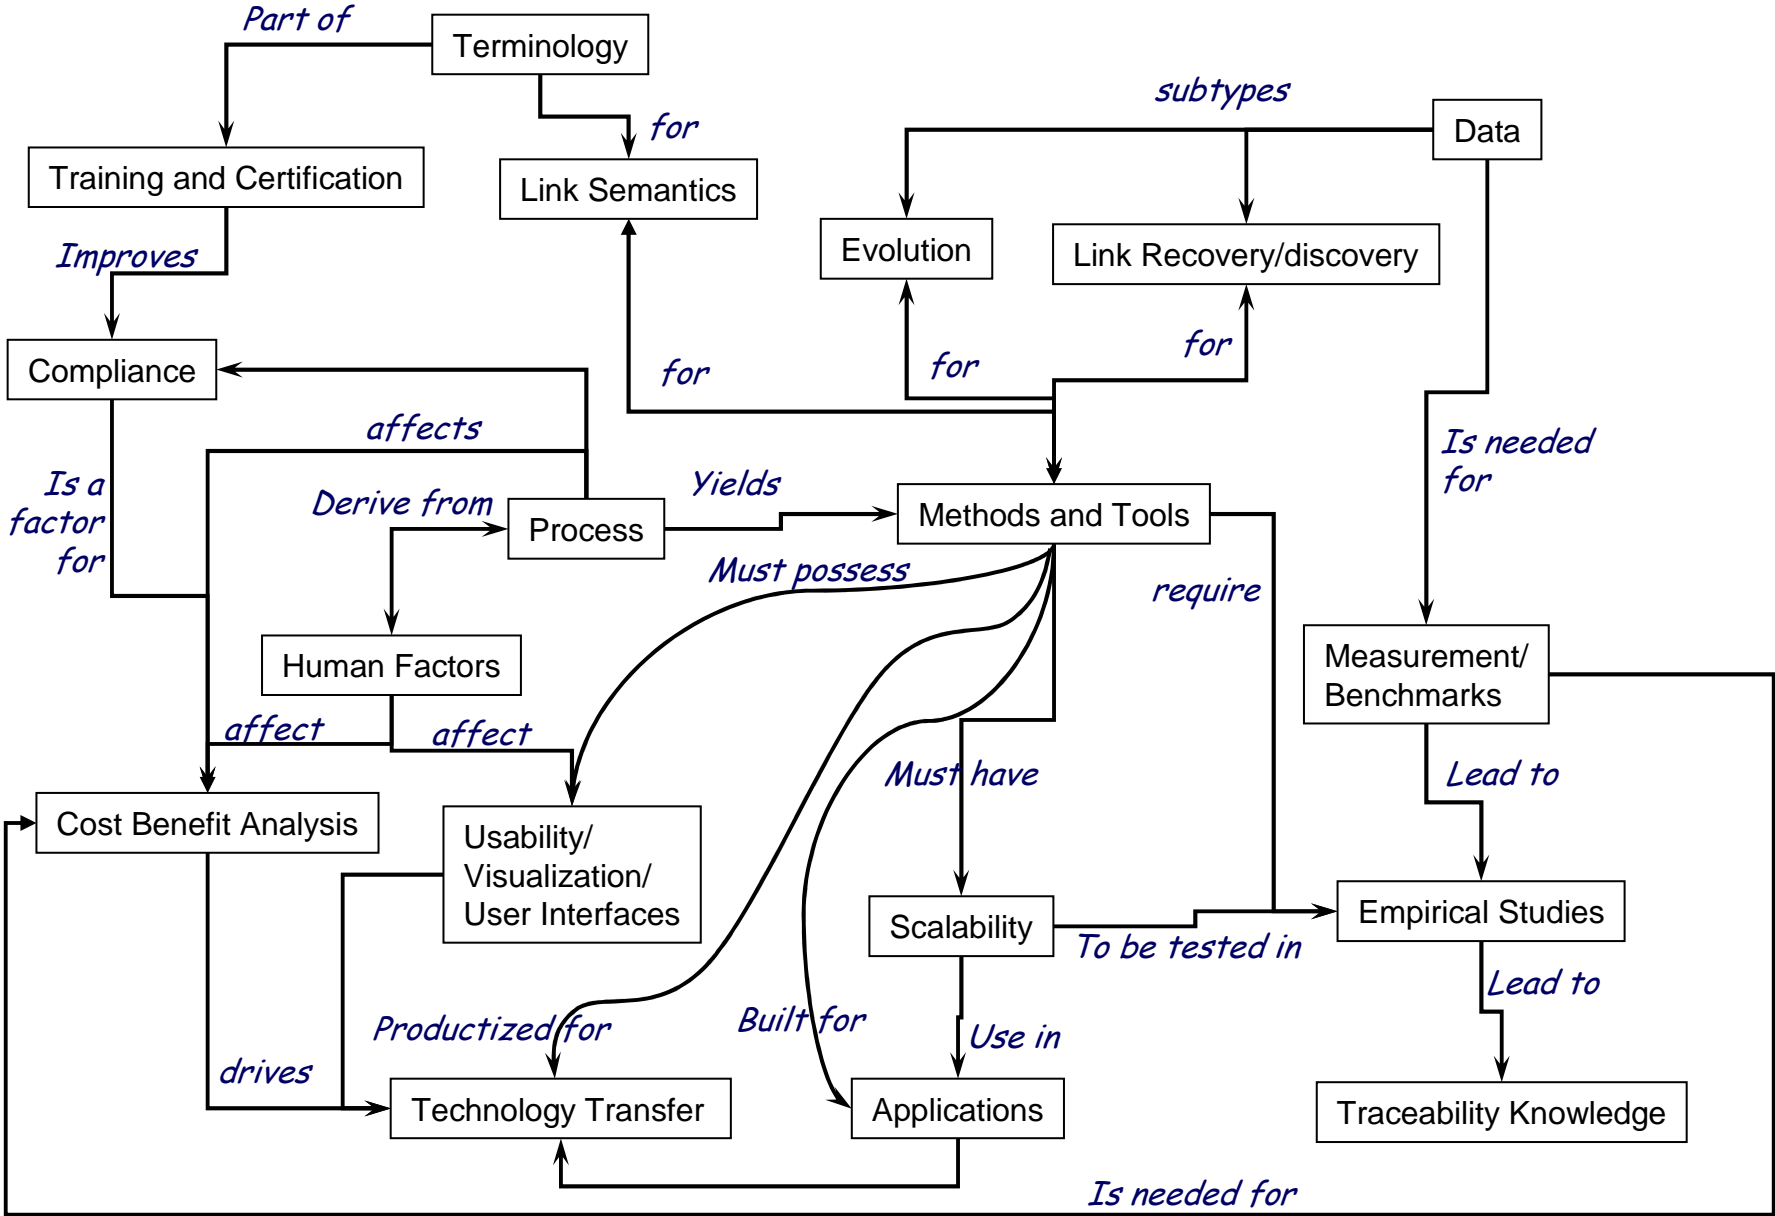 Part of
Terminology
subtypes
Data
for
Training and Certification
Link Semantics
Evolution
Link Recovery/discovery
Improves
Compliance
for
for
for
affects
Is needed
for
Is a
factor
for
Derive from
Yields
Process
Methods and Tools
Must possess
require
Human Factors
Measurement/
Benchmarks
affect
affect
Must have
Lead to
Cost Benefit Analysis
Usability/
Visualization/
User Interfaces
Scalability
Empirical Studies
To be tested in
Lead to
Productized for
Built for
Use in
drives
Technology Transfer
Applications
Traceability Knowledge
Is needed for